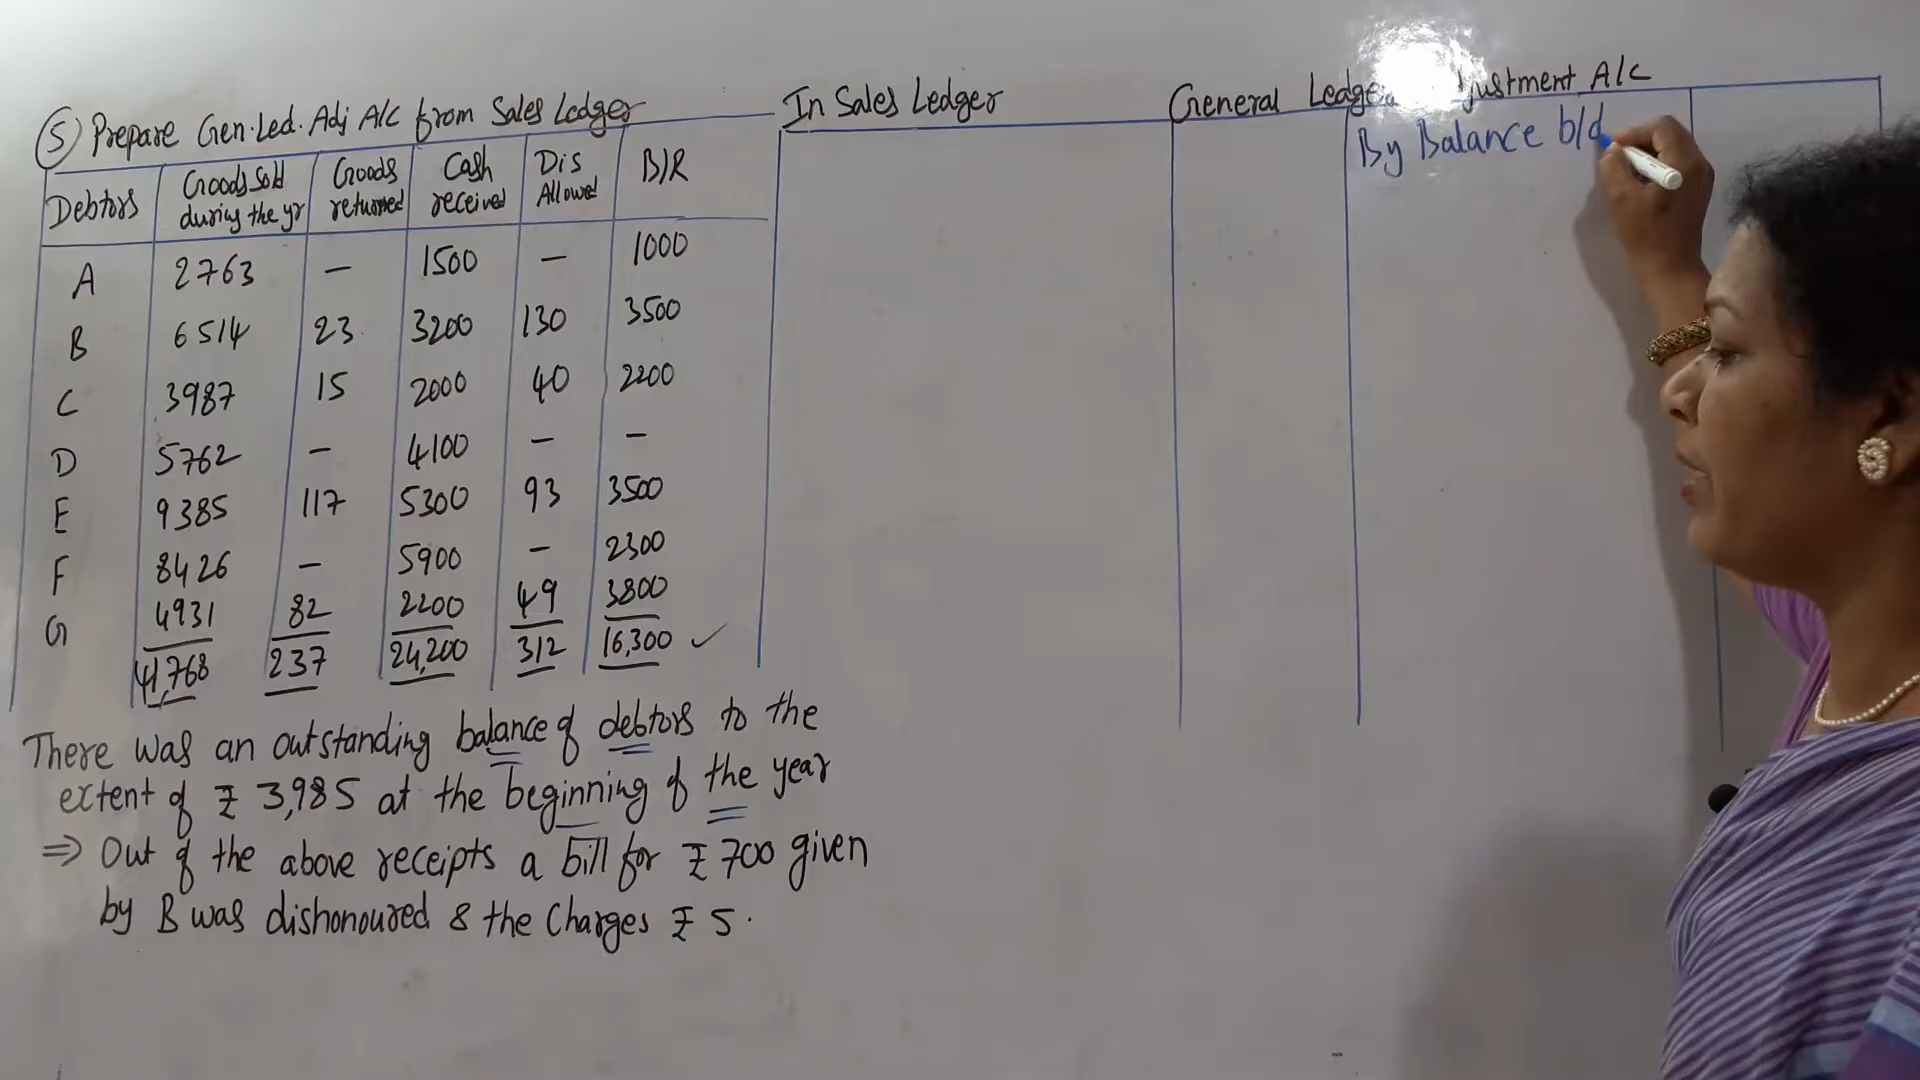 (5) Prepare Gen.Led.Adj A/C from Sales Ledger
Debtors | Goods sold during the yr | Goods returned | Cash received | Dis Allowed | B/R
A 2763 — 1500 — 1000
B 6514 23 3200 130 3500
C 3987 15 2000 40 2200
D 5762 — 4100 — —
E 9385 117 5300 93 3500
F 8426 — 5900 — 2300
G 4931 82 2200 49 3800
41,768 237 24,200 312 16,300 ✓
There was an outstanding balance of debtors to the
extent of ₹ 3,985 at the beginning of the year
⇒ Out of the above receipts a bill for ₹ 700 given
by B was dishonoured & the charges ₹ 5.
In Sales Ledger
General Ledger justment A/C
By Balance b/d